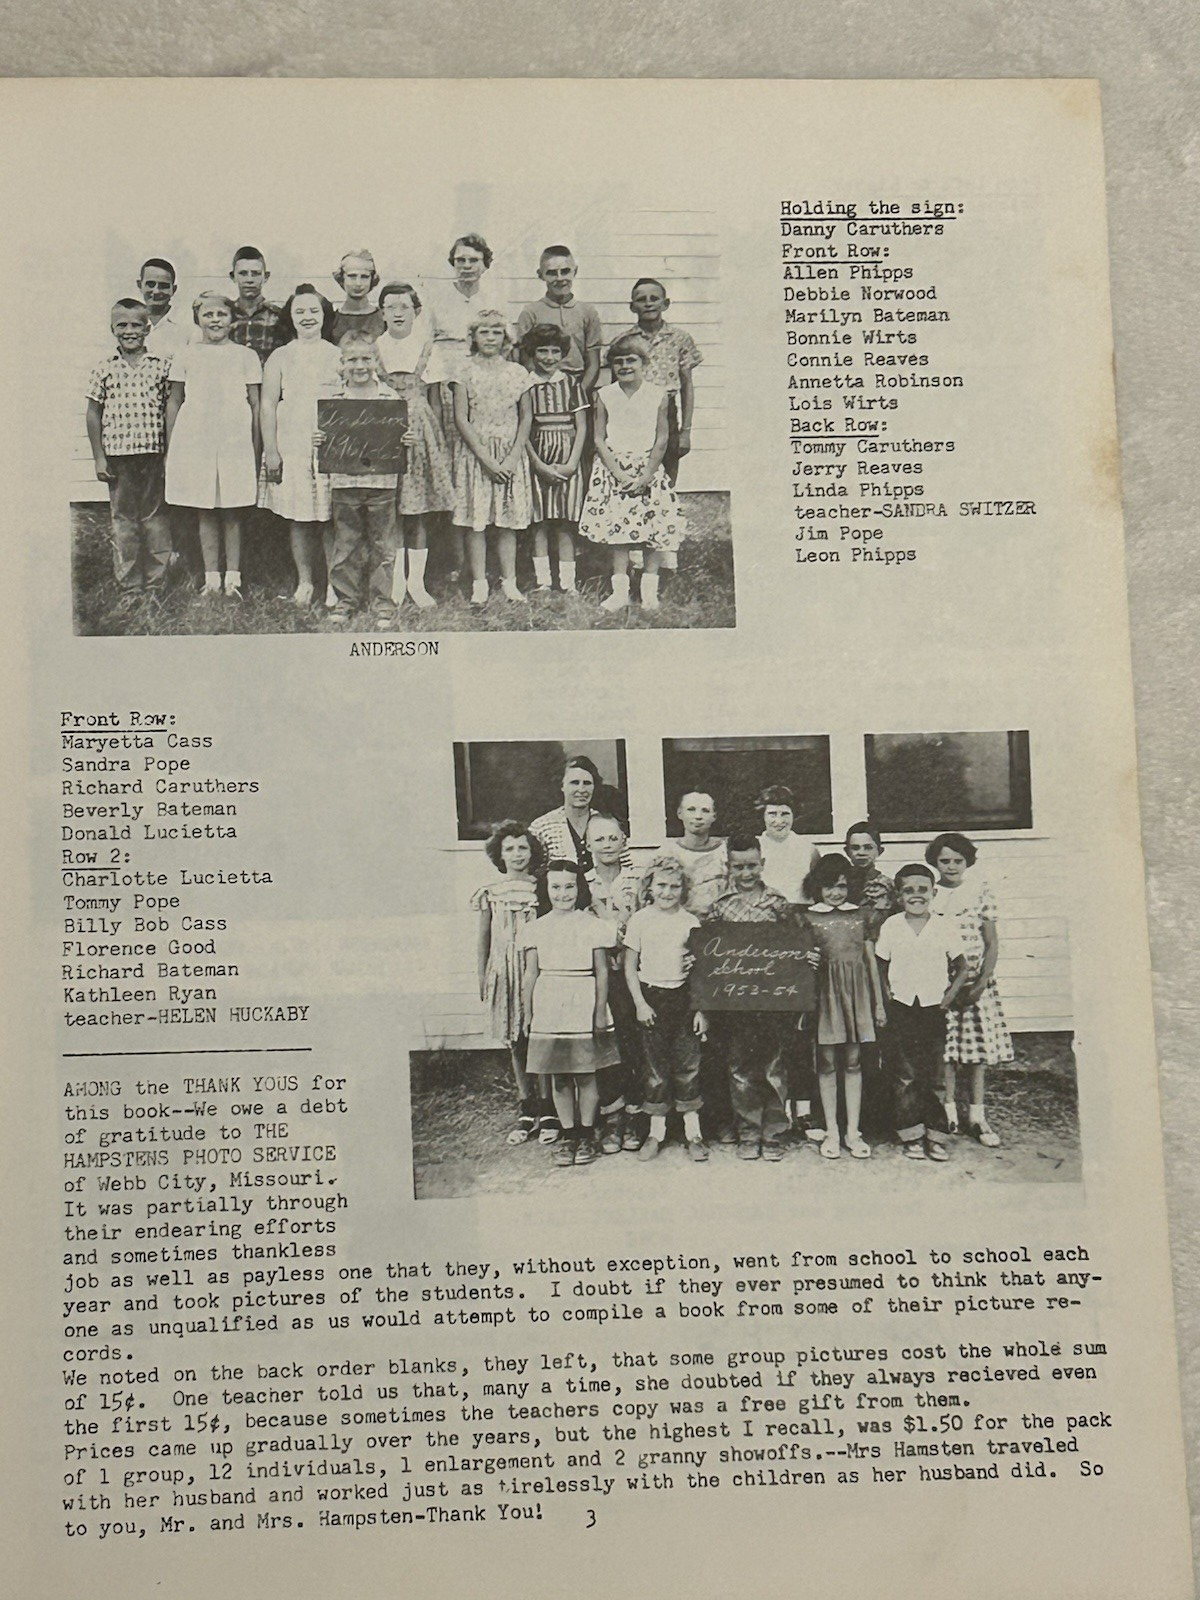 Holding the sign:
Danny Caruthers
Front Row:
Allen Phipps
Debbie Norwood
Marilyn Bateman
Bonnie Wirts
Connie Reaves
Annetta Robinson
Lois Wirts
Back Row:
Tommy Caruthers
Jerry Reaves
Linda Phipps
teacher-SANDRA SWITZER
Jim Pope
Leon Phipps
Anderson
ANDERSON
Front Row:
Maryetta Cass
Sandra Pope
Richard Caruthers
Beverly Bateman
Donald Lucietta
Row 2:
Charlotte Lucietta
Tommy Pope
Billy Bob Cass
Florence Good
Richard Bateman
Kathleen Ryan
teacher-HELEN HUCKABY
Anderson
School
1953-54
AMONG the THANK YOUS for
this book--We owe a debt
of gratitude to THE
HAMPSTENS PHOTO SERVICE
of Webb City, Missouri.
It was partially through
their endearing efforts
and sometimes thankless
job as well as payless one that they, without exception, went from school to school each
year and took pictures of the students. I doubt if they ever presumed to think that any-
one as unqualified as us would attempt to compile a book from some of their picture re-
cords.
We noted on the back order blanks, they left, that some group pictures cost the whole sum
of 15¢. One teacher told us that, many a time, she doubted if they always recieved even
the first 15¢, because sometimes the teachers copy was a free gift from them.
Prices came up gradually over the years, but the highest I recall, was $1.50 for the pack
of 1 group, 12 individuals, 1 enlargement and 2 granny showoffs.--Mrs Hamsten traveled
with her husband and worked just as tirelessly with the children as her husband did. So
to you, Mr. and Mrs. Hampsten-Thank You!
3